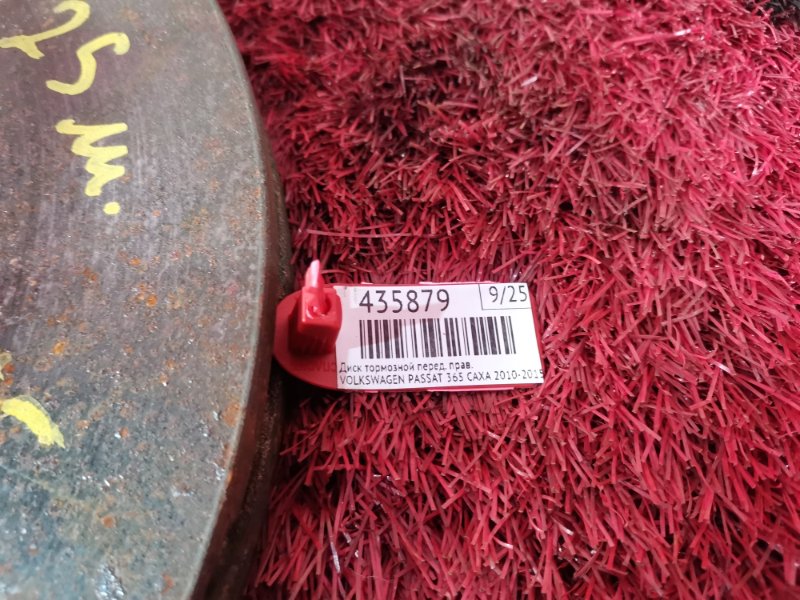 25 м.
435879 9/25
Диск тормозной перед. прав.
VOLKSWAGEN PASSAT 365 CAXA 2010-2015